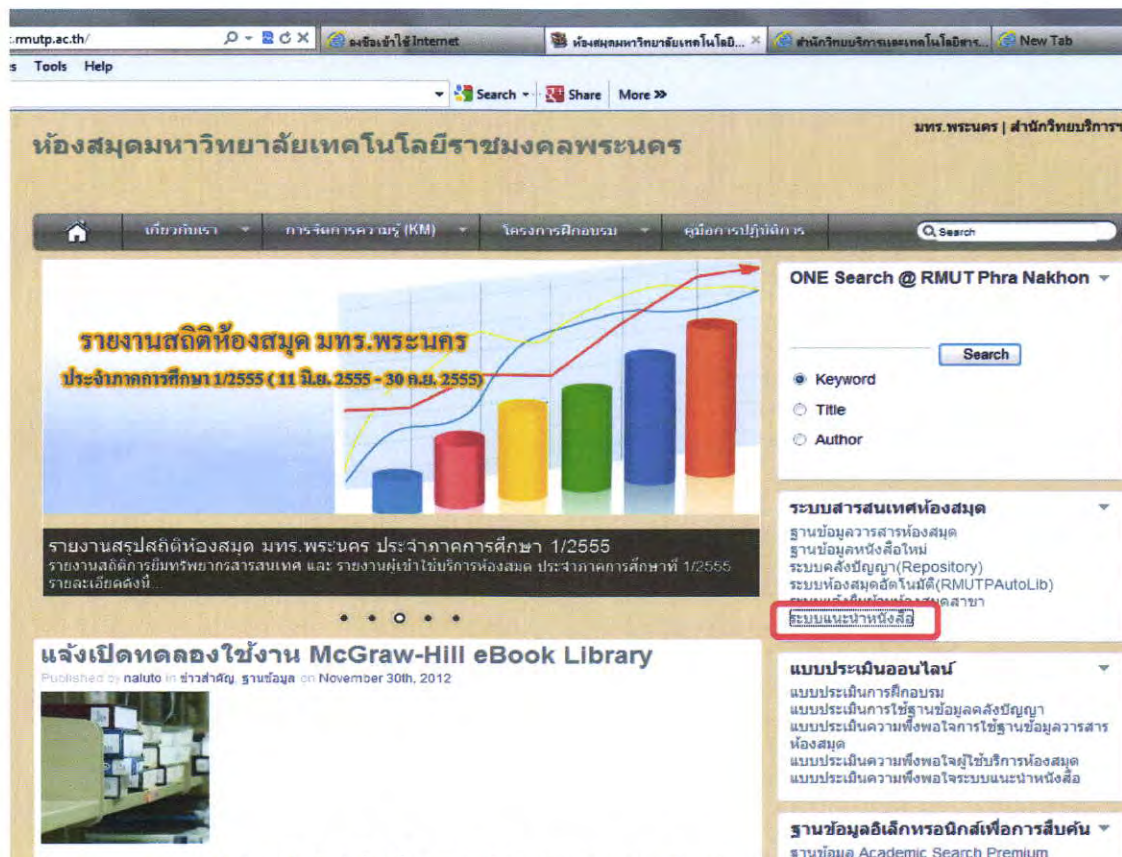 .rmutp.ac.th/
ลงชื่อเข้าใช้ Internet
ห้องสมุดมหาวิทยาลัยเทคโนโลยี...
สำนักวิทยบริการและเทคโนโลยีสาร...
New Tab
s Tools Help
Search
Share
More »
มทร.พระนคร | สำนักวิทยบริการฯ
ห้องสมุดมหาวิทยาลัยเทคโนโลยีราชมงคลพระนคร
เกี่ยวกับเรา
การจัดการความรู้ (KM)
โครงการฝึกอบรม
คู่มือการปฏิบัติการ
Search
รายงานสถิติห้องสมุด มทร.พระนคร
ประจำภาคการศึกษา 1/2555 ( 11 มิ.ย. 2555 - 30 ก.ย. 2555)
รายงานสรุปสถิติห้องสมุด มทร.พระนคร ประจำภาคการศึกษา 1/2555
รายงานสถิติการยืมทรัพยากรสารสนเทศ และ รายงานผู้เข้าใช้บริการห้องสมุด ประจำภาคการศึกษาที่ 1/2555
รายละเอียดดังนี้...
แจ้งเปิดทดลองใช้งาน McGraw-Hill eBook Library
Published by naluto in ข่าวสำคัญ, ฐานข้อมูล on November 30th, 2012
ONE Search @ RMUT Phra Nakhon
Search
Keyword
Title
Author
ระบบสารสนเทศห้องสมุด
ฐานข้อมูลวารสารห้องสมุด
ฐานข้อมูลหนังสือใหม่
ระบบคลังปัญญา(Repository)
ระบบห้องสมุดอัตโนมัติ(RMUTPAutoLib)
ระบบแจ้งยืมข้ามห้องสมุดสาขา
ระบบแนะนำหนังสือ
แบบประเมินออนไลน์
แบบประเมินการฝึกอบรม
แบบประเมินการใช้ฐานข้อมูลคลังปัญญา
แบบประเมินความพึงพอใจการใช้ฐานข้อมูลวารสาร
ห้องสมุด
แบบประเมินความพึงพอใจผู้ใช้บริการห้องสมุด
แบบประเมินความพึงพอใจระบบแนะนำหนังสือ
ฐานข้อมูลอิเล็กทรอนิกส์เพื่อการสืบค้น
ฐานข้อมูล Academic Search Premium